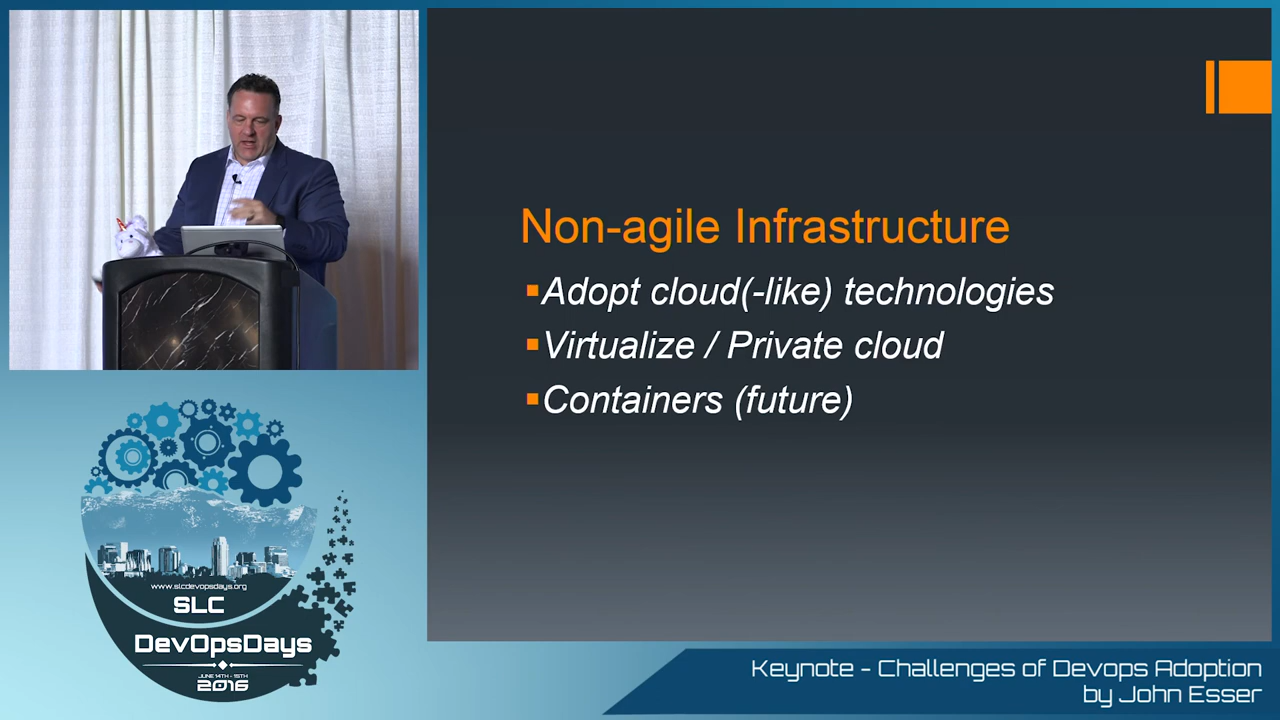 Non-agile Infrastructure
▪Adopt cloud(-like) technologies
▪Virtualize / Private cloud
▪Containers (future)
www.slcdevopsdays.org
SLC
DevOpsDays
JUNE 14TH - 15TH
2016
Keynote - Challenges of Devops Adoption
by John Esser